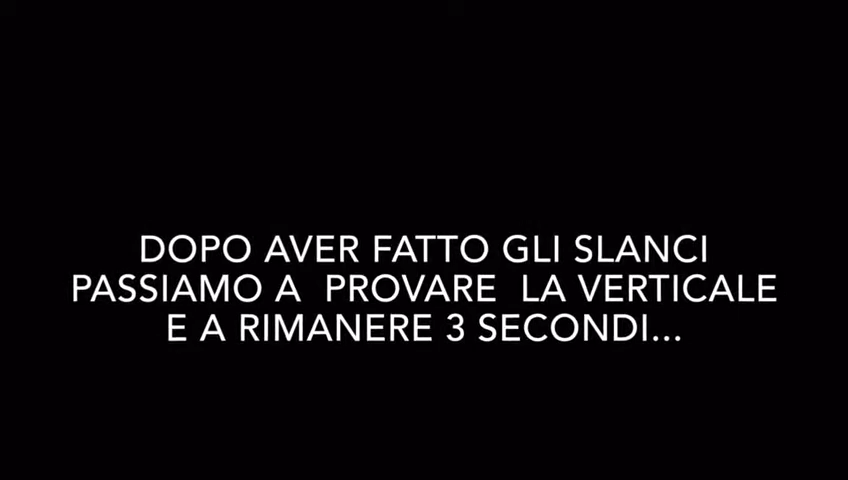 DOPO AVER FATTO GLI SLANCI
PASSIAMO A PROVARE LA VERTICALE
E A RIMANERE 3 SECONDI...